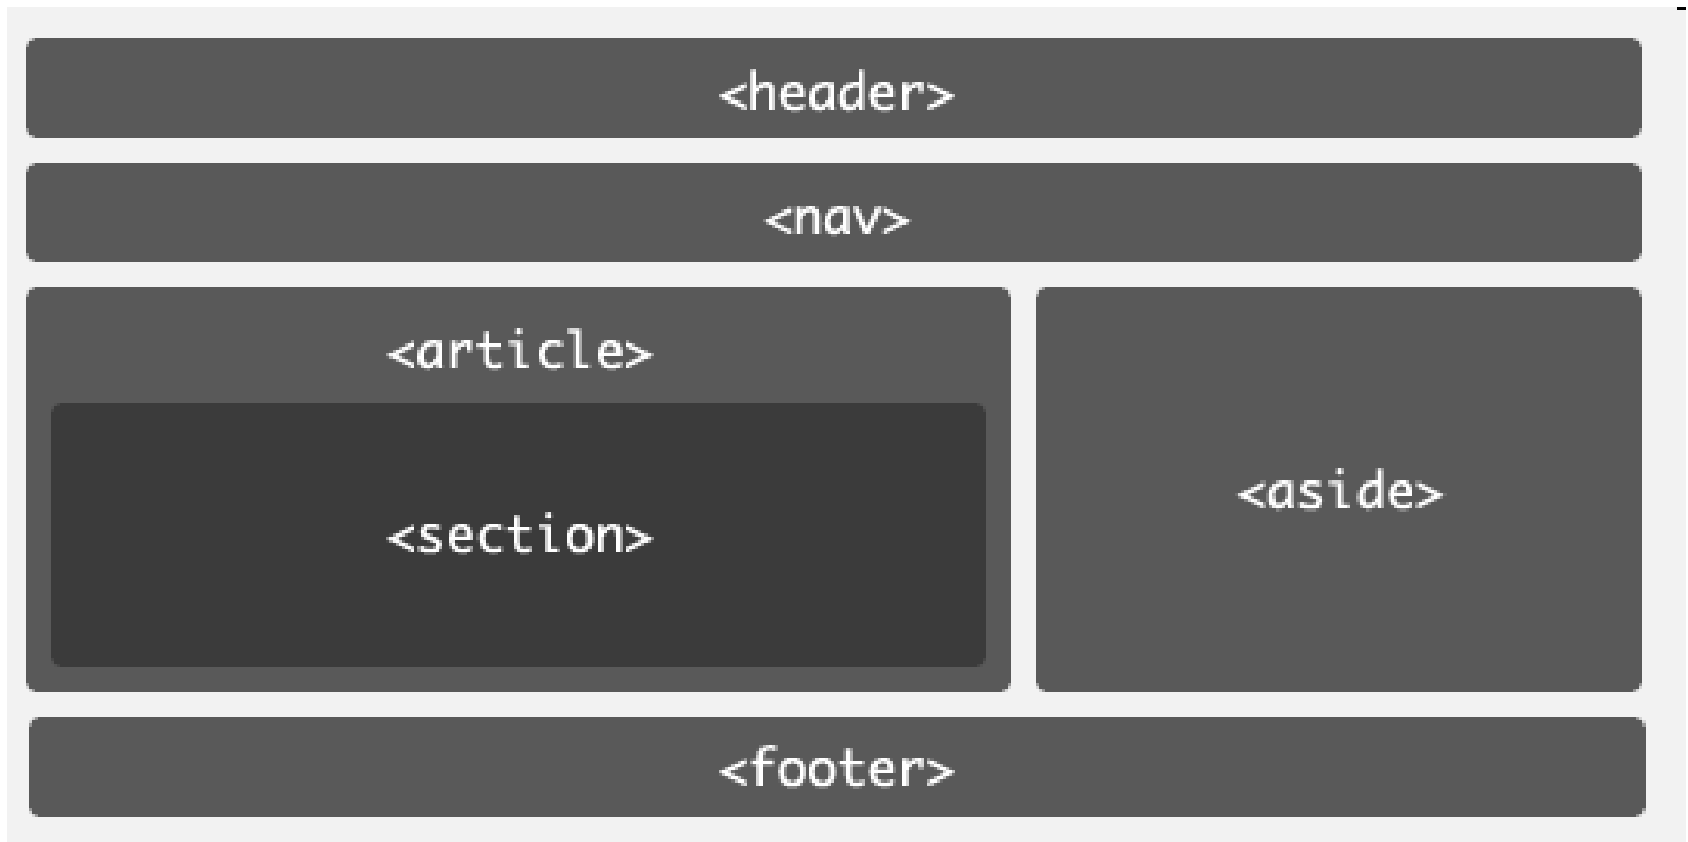 <header>
<nav>
<article>
<section>
<aside>
<footer>